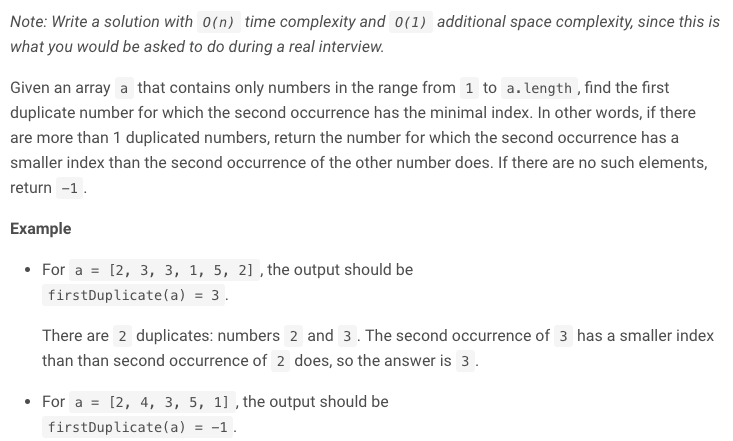 Note: Write a solution with O(n) time complexity and O(1) additional space complexity, since this is
what you would be asked to do during a real interview.
Given an array a that contains only numbers in the range from 1 to a.length , find the first
duplicate number for which the second occurrence has the minimal index. In other words, if there
are more than 1 duplicated numbers, return the number for which the second occurrence has a
smaller index than the second occurrence of the other number does. If there are no such elements,
return -1 .
Example
• For a = [2, 3, 3, 1, 5, 2] , the output should be
firstDuplicate(a) = 3 .
There are 2 duplicates: numbers 2 and 3 . The second occurrence of 3 has a smaller index
than than second occurrence of 2 does, so the answer is 3 .
• For a = [2, 4, 3, 5, 1] , the output should be
firstDuplicate(a) = -1 .